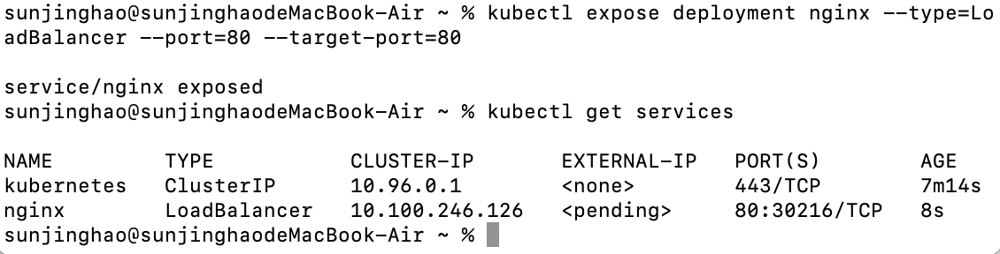 sunjinghao@sunjinghaodeMacBook-Air ~ % kubectl expose deployment nginx --type=Lo
adBalancer --port=80 --target-port=80
service/nginx exposed
sunjinghao@sunjinghaodeMacBook-Air ~ % kubectl get services
NAME         TYPE           CLUSTER-IP       EXTERNAL-IP   PORT(S)        AGE
kubernetes   ClusterIP      10.96.0.1        <none>        443/TCP        7m14s
nginx        LoadBalancer   10.100.246.126   <pending>     80:30216/TCP   8s
sunjinghao@sunjinghaodeMacBook-Air ~ %